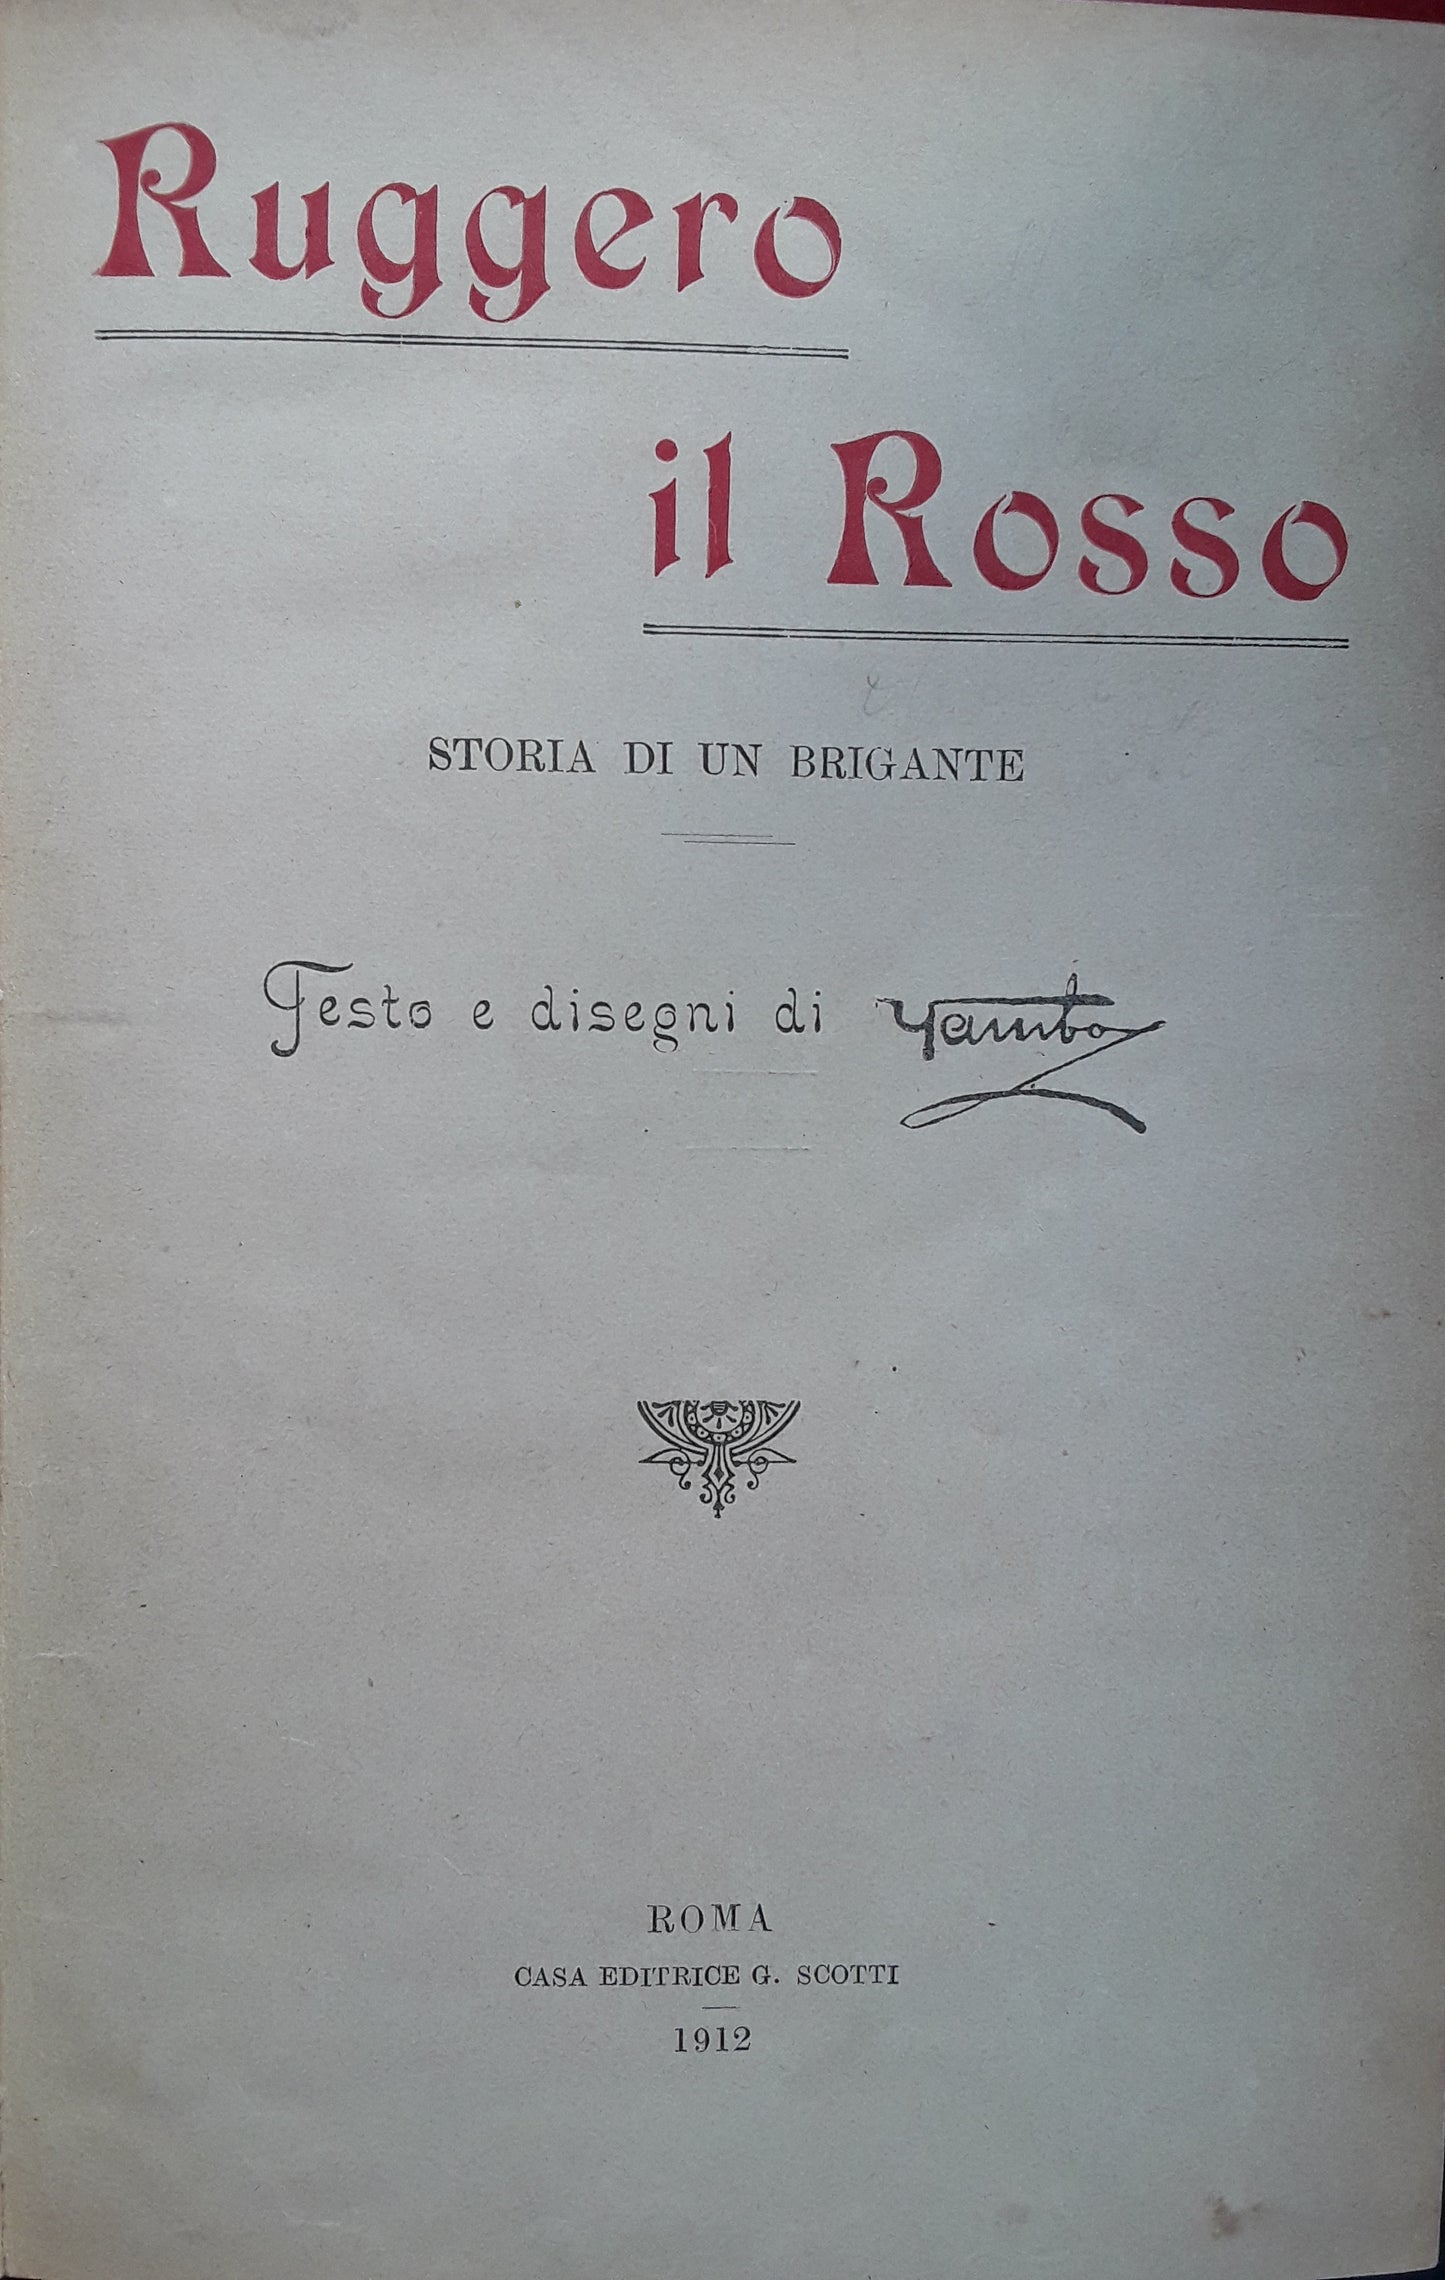 Ruggero
il Rosso
STORIA DI UN BRIGANTE
Testo e disegni di Yambo
ROMA
CASA EDITRICE G. SCOTTI
1912